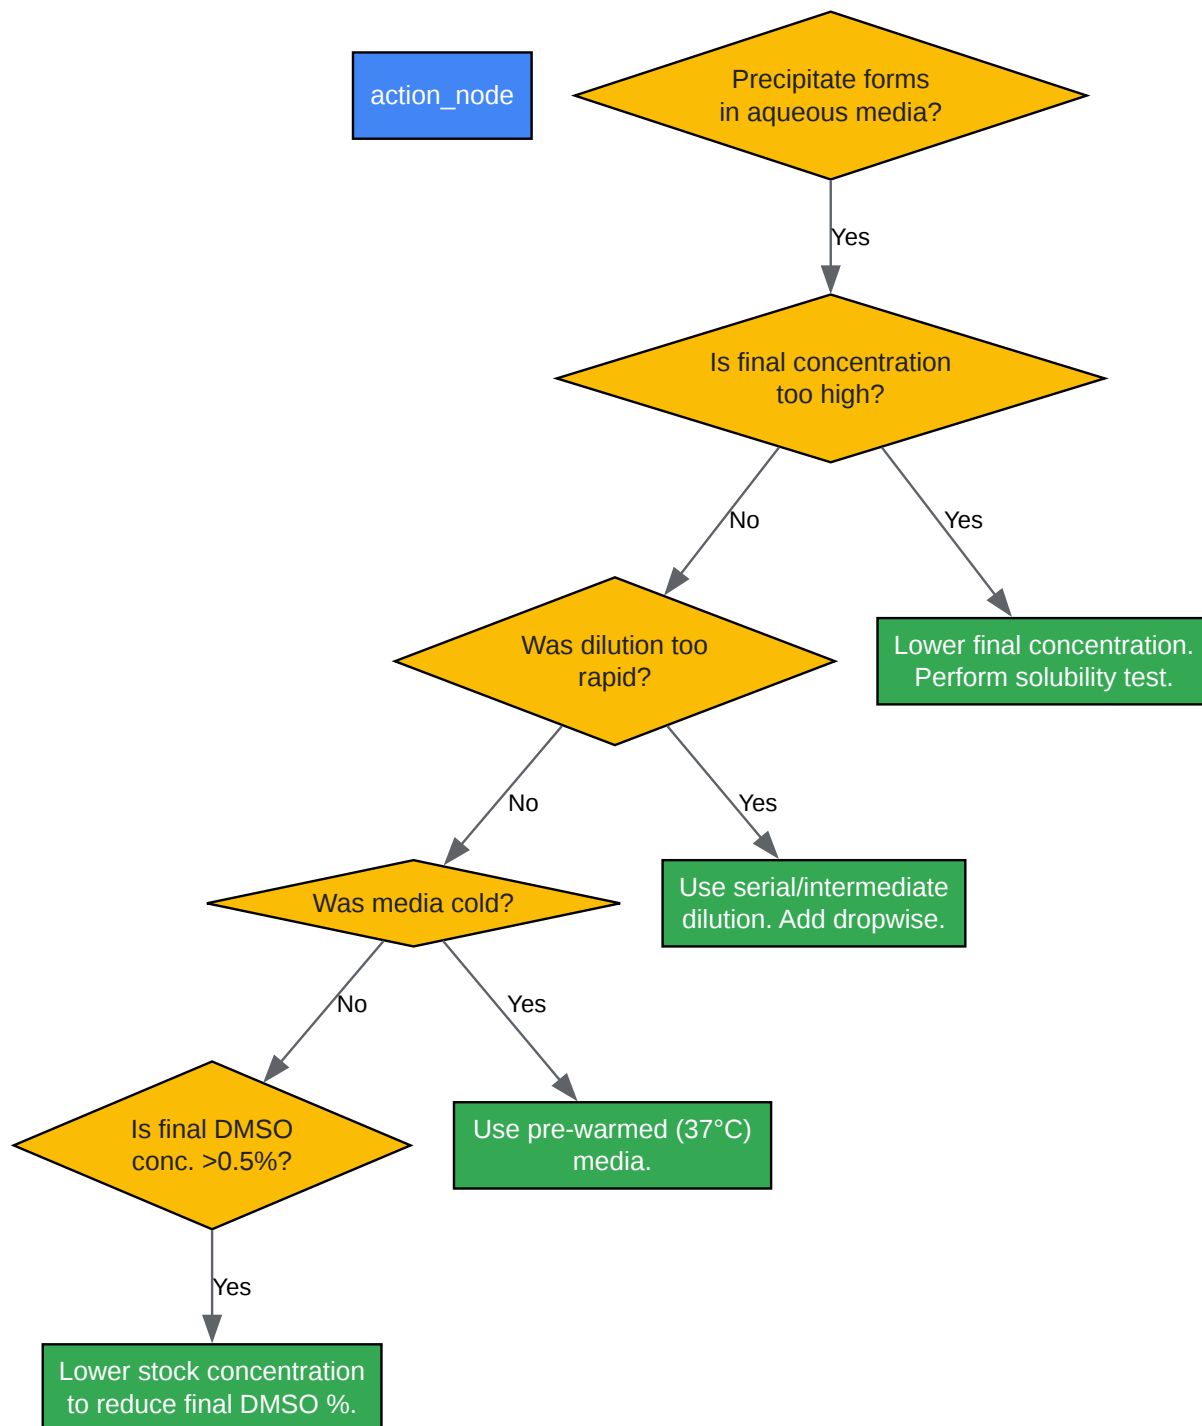 action_node
Precipitate forms
in aqueous media?
Yes
Is final concentration
too high?
No
Yes
Was dilution too
rapid?
Lower final concentration.
Perform solubility test.
No
Yes
Was media cold?
Use serial/intermediate
dilution. Add dropwise.
No
Yes
Is final DMSO
conc. >0.5%?
Use pre-warmed (37°C)
media.
Yes
Lower stock concentration
to reduce final DMSO %.